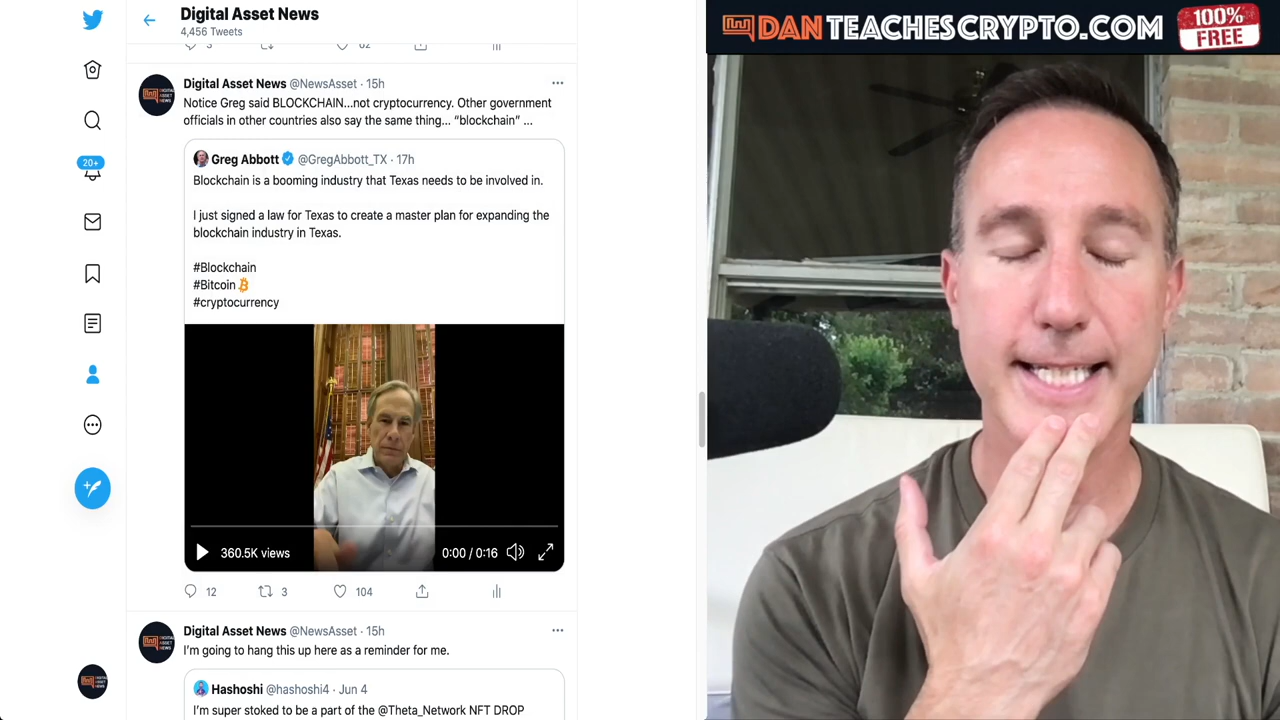 Digital Asset News
4,456 Tweets
3
62
Digital Asset News @NewsAsset · 15h
Notice Greg said BLOCKCHAIN...not cryptocurrency. Other government
officials in other countries also say the same thing... “blockchain” ...
Greg Abbott @GregAbbott_TX · 17h
Blockchain is a booming industry that Texas needs to be involved in.
I just signed a law for Texas to create a master plan for expanding the
blockchain industry in Texas.
#Blockchain
#Bitcoin
#cryptocurrency
360.5K views
0:00 / 0:16
12
3
104
Digital Asset News @NewsAsset · 15h
I'm going to hang this up here as a reminder for me.
Hashoshi @hashoshi4 · Jun 4
I'm super stoked to be a part of the @Theta_Network NFT DROP
20+
DAN TEACHESCRYPTO.COM
100%
FREE